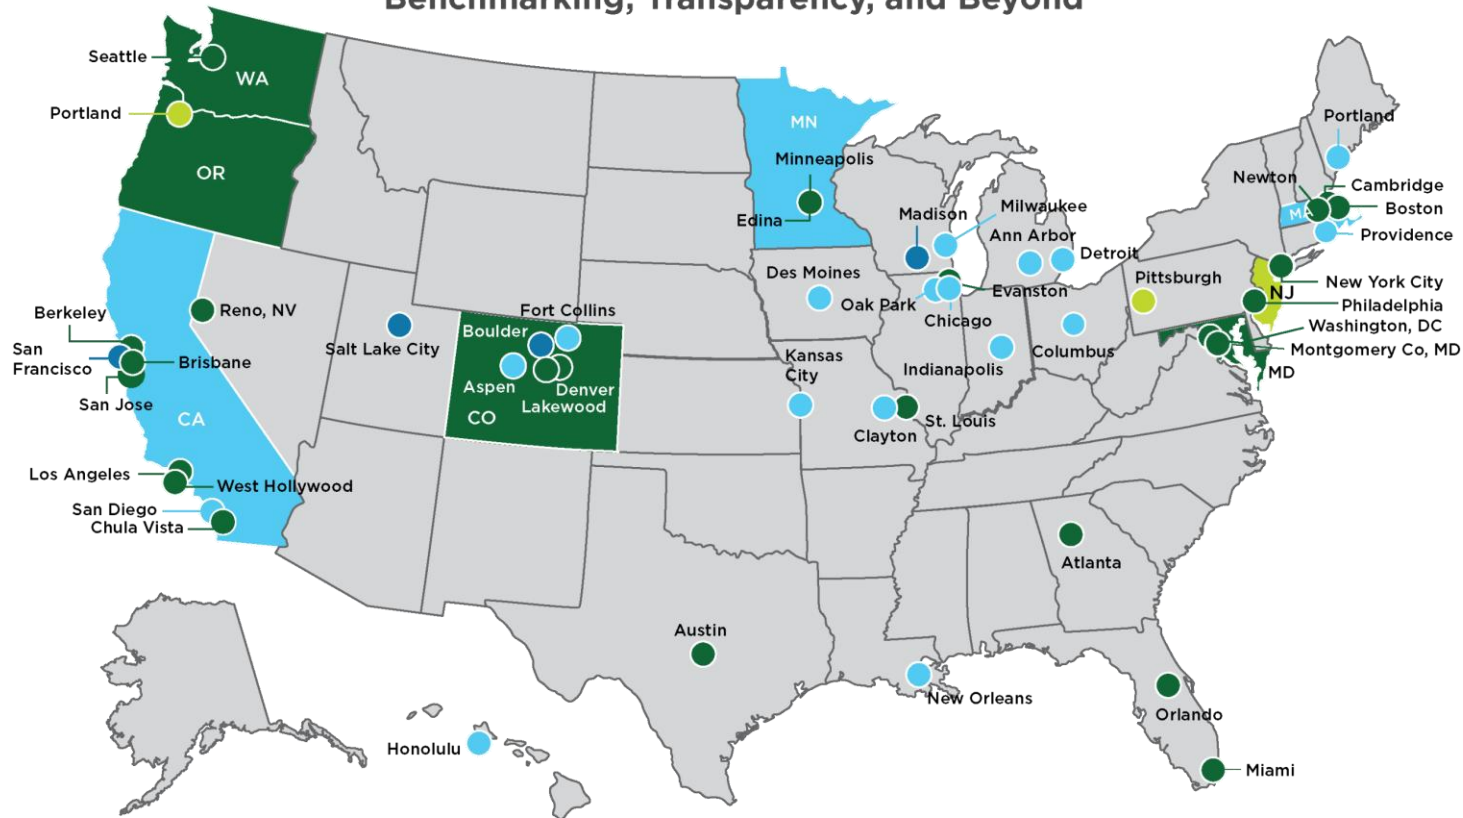 Benchmarking, Transparency, and Beyond
Seattle
WA
Portland
OR
MN
Minneapolis
Edina
Madison
Milwaukee
Ann Arbor
Detroit
Portland
Newton
Cambridge
MA
Boston
Providence
Des Moines
Oak Park
Evanston
Chicago
Pittsburgh
NJ
New York City
Philadelphia
Washington, DC
Montgomery Co, MD
MD
Berkeley
San
Francisco
Brisbane
San Jose
Reno, NV
Salt Lake City
Fort Collins
Boulder
Aspen
Denver
Lakewood
CO
Kansas
City
Indianapolis
Columbus
Clayton
St. Louis
CA
Los Angeles
West Hollywood
San Diego
Chula Vista
Atlanta
Austin
New Orleans
Orlando
Miami
Honolulu